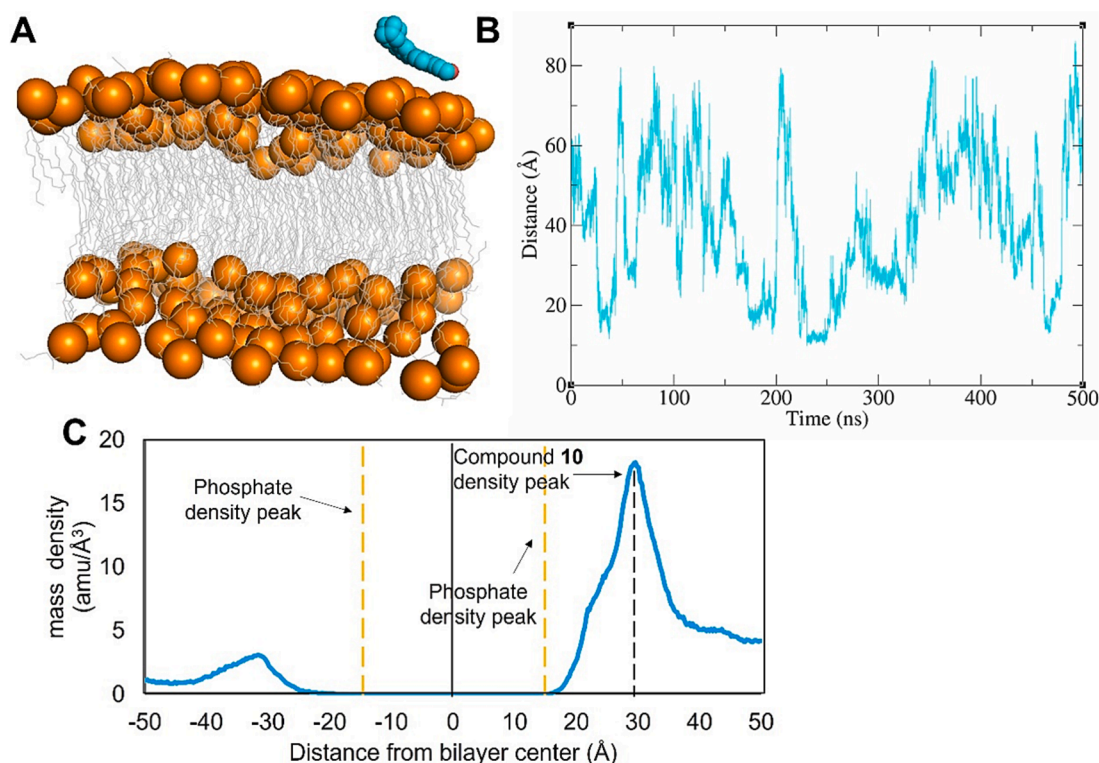 A
B
Distance (Å)
80
60
40
20
0
0 100 200 300 400 500
Time (ns)
C
mass density
(amu/Å³)
20
15
10
5
0
Phosphate
density peak
Compound 10
density peak
Phosphate
density peak
-50 -40 -30 -20 -10 0 10 20 30 40 50
Distance from bilayer center (Å)